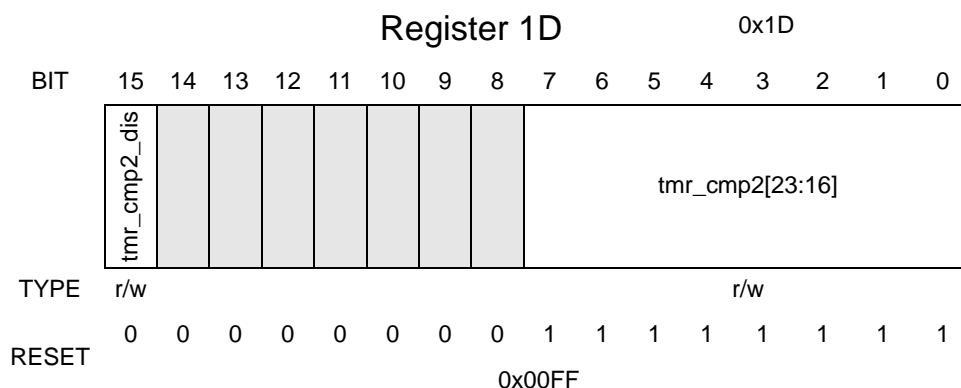 Register 1D 0x1D
BIT 15 14 13 12 11 10 9 8 7 6 5 4 3 2 1 0
tmr_cmp2_dis
tmr_cmp2[23:16]
TYPE r/w r/w
RESET 0 0 0 0 0 0 0 0 1 1 1 1 1 1 1 1
0x00FF